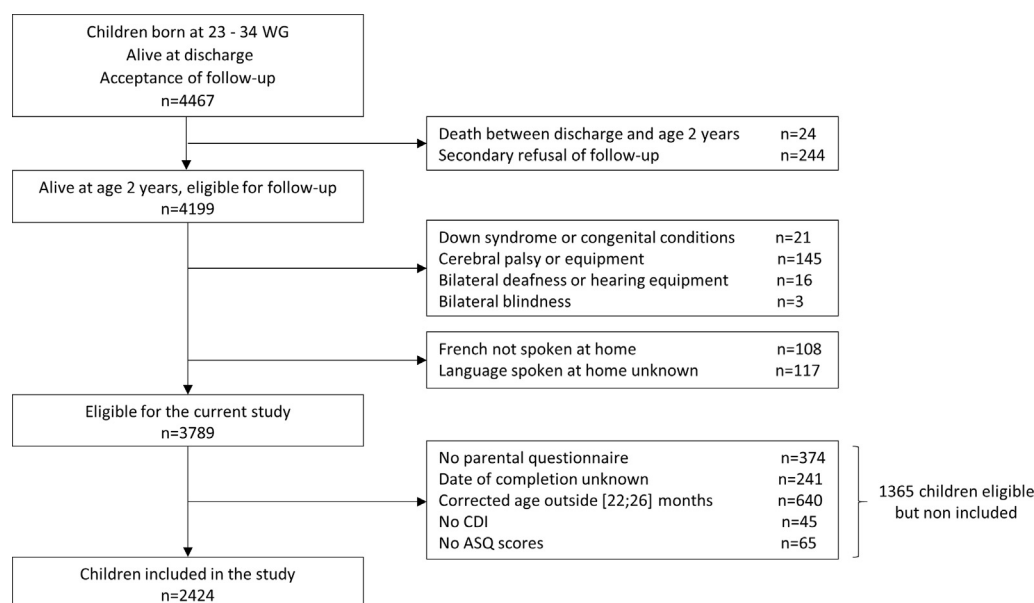 Children born at 23 - 34 WG
Alive at discharge
Acceptance of follow-up
n=4467
Death between discharge and age 2 years n=24
Secondary refusal of follow-up n=244
Alive at age 2 years, eligible for follow-up
n=4199
Down syndrome or congenital conditions n=21
Cerebral palsy or equipment n=145
Bilateral deafness or hearing equipment n=16
Bilateral blindness n=3
French not spoken at home n=108
Language spoken at home unknown n=117
Eligible for the current study
n=3789
No parental questionnaire n=374
Date of completion unknown n=241
Corrected age outside [22;26] months n=640
No CDI n=45
No ASQ scores n=65
1365 children eligible
but non included
Children included in the study
n=2424